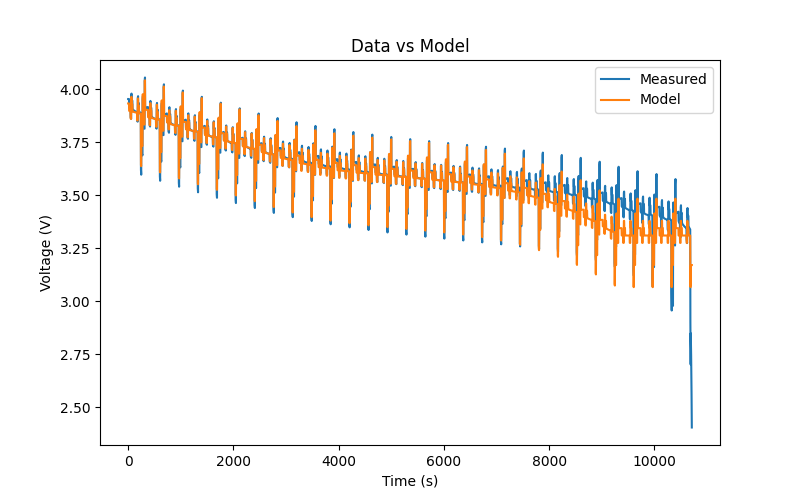 Data vs Model
Measured
Model
Voltage (V)
4.00
3.75
3.50
3.25
3.00
2.75
2.50
0
2000
4000
6000
8000
10000
Time (s)